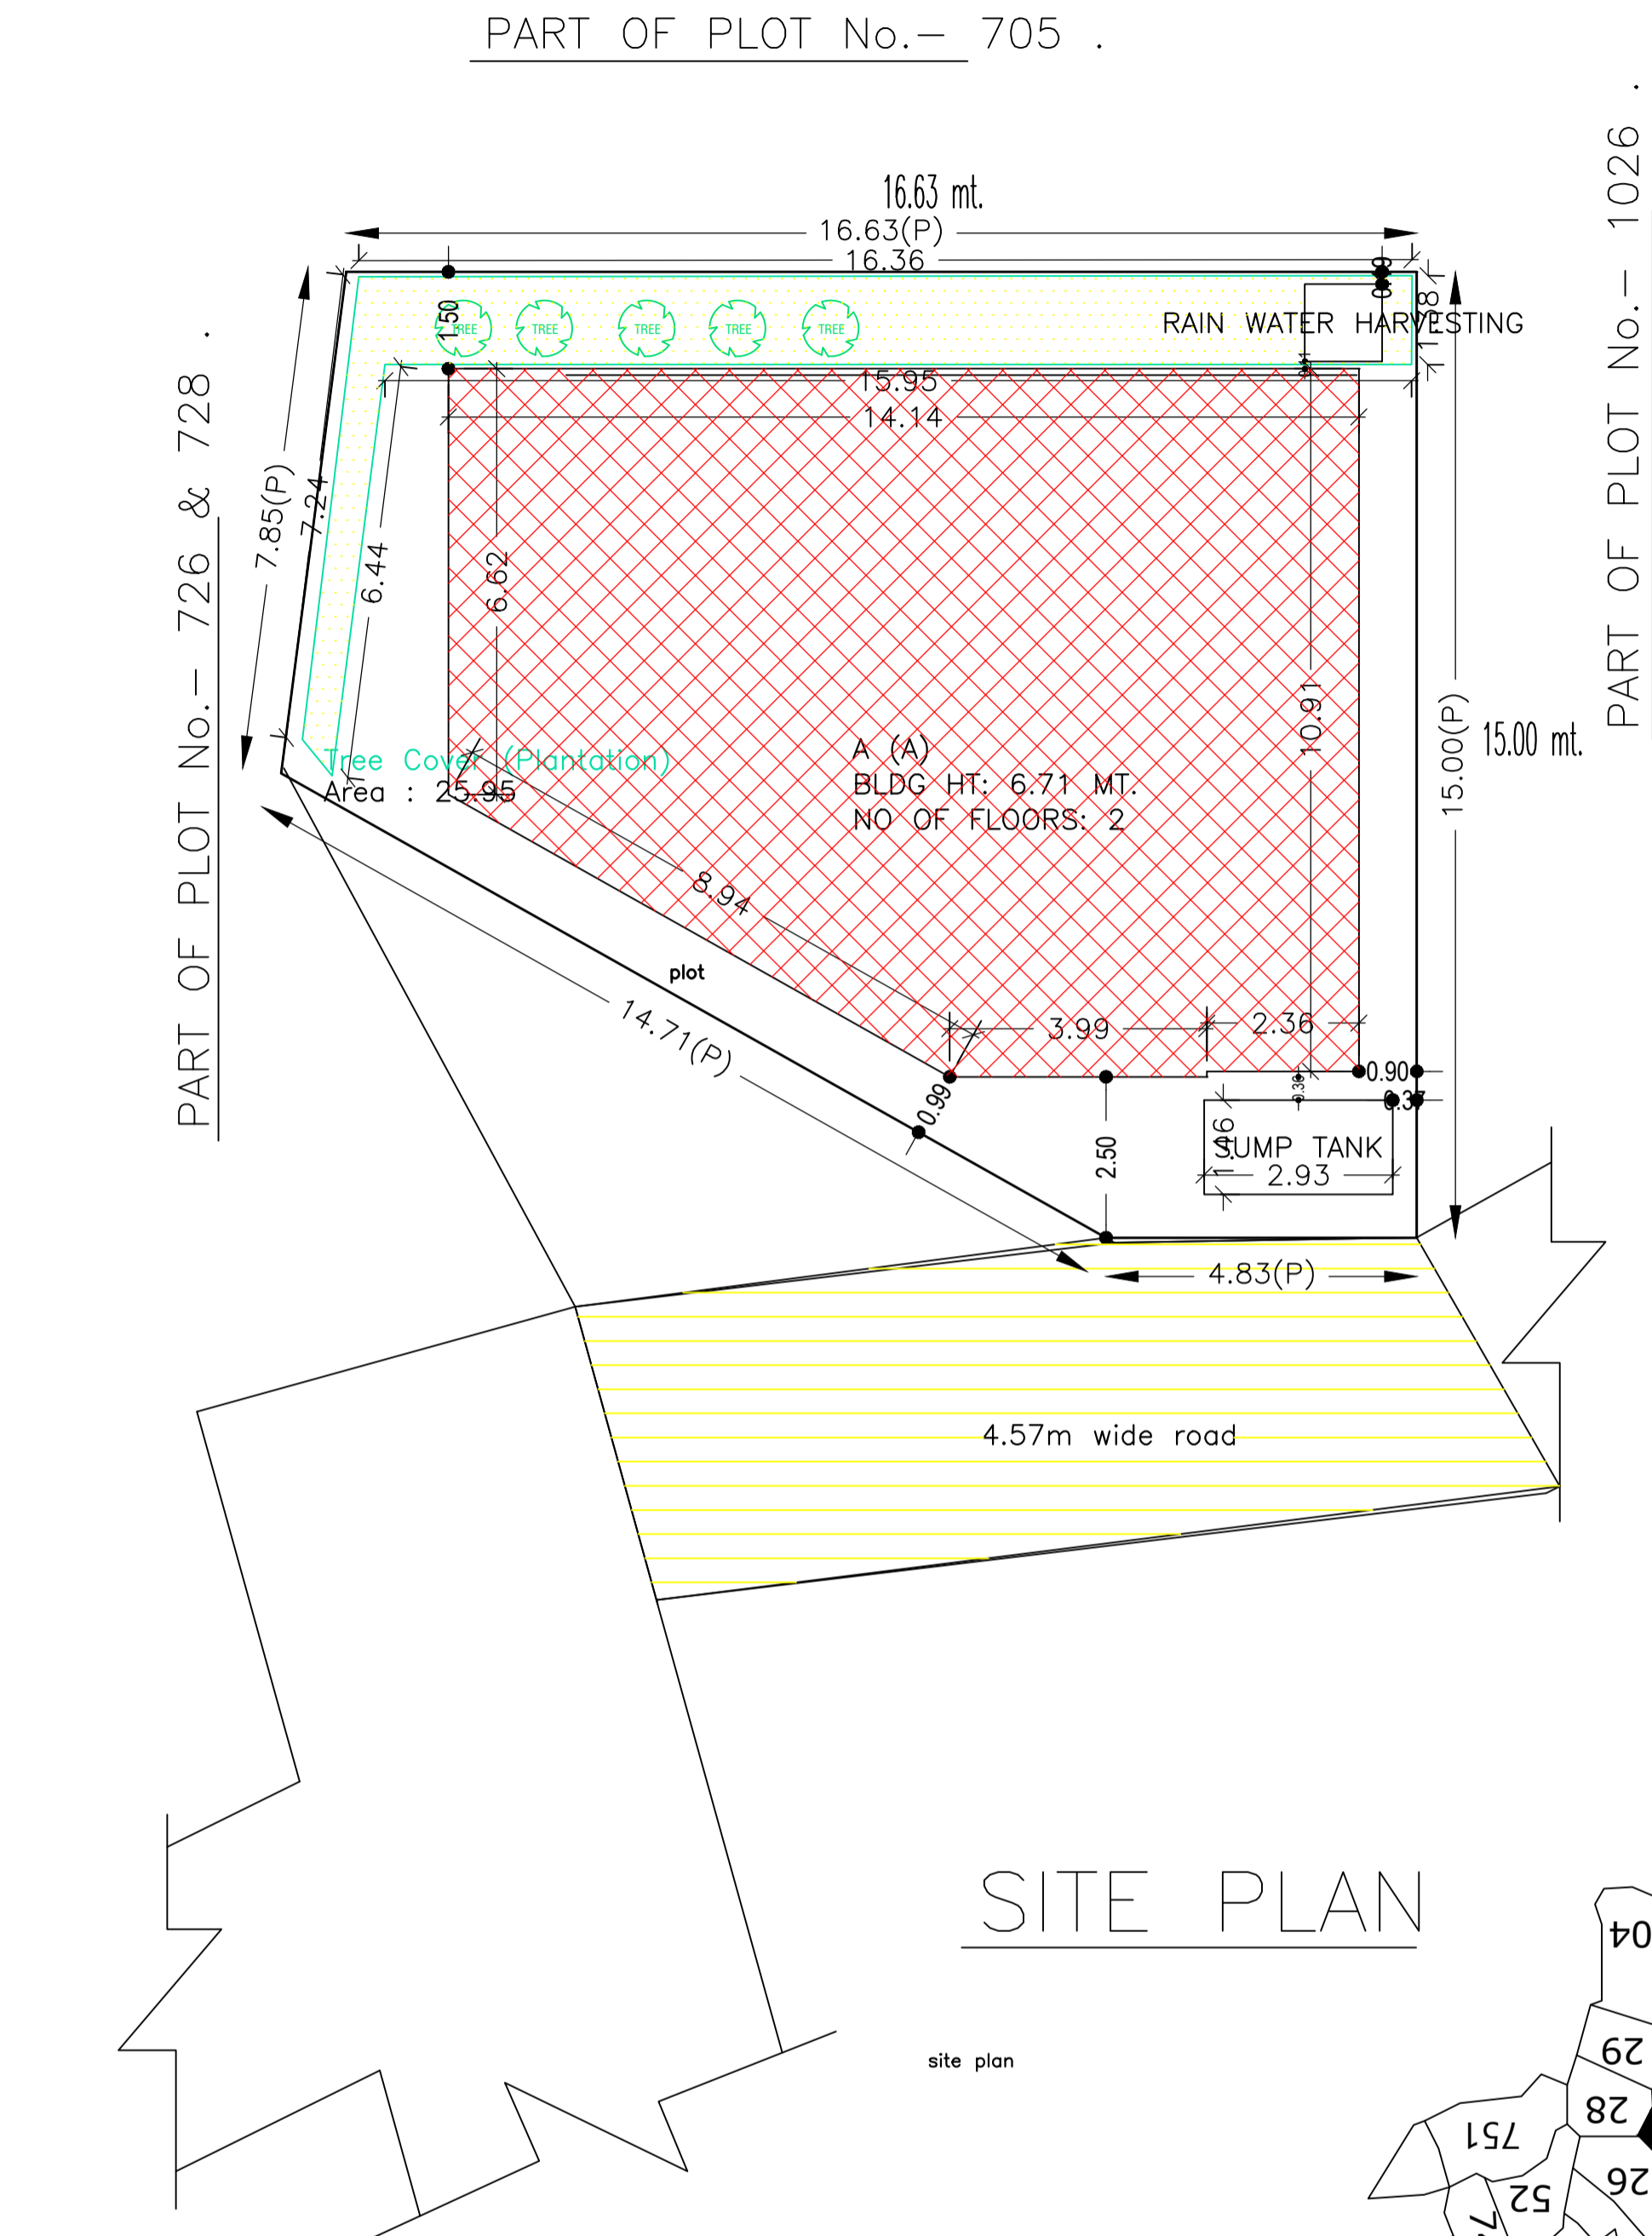 PART OF PLOT No.- 705 .
PART OF PLOT No.- 1026 .
16.63 mt.
16.63(P)
16.36
1.50
TREE
TREE
TREE
TREE
TREE
RAIN WATER HARVESTING
1.38
15.95
14.14
PART OF PLOT No.- 726 & 728 .
7.85(P)
7.24
6.44
6.62
10.91
15.00(P)
15.00 mt.
Tree Cover (Plantation)
Area : 25.95
A (A)
BLDG HT: 6.71 MT.
NO OF FLOORS: 2
8.94
plot
14.71(P)
3.99
2.36
0.90
0.99
0.37
2.50
1.46
SUMP TANK
2.93
4.83(P)
4.57m wide road
SITE PLAN
site plan
04
29
28
751
26
52